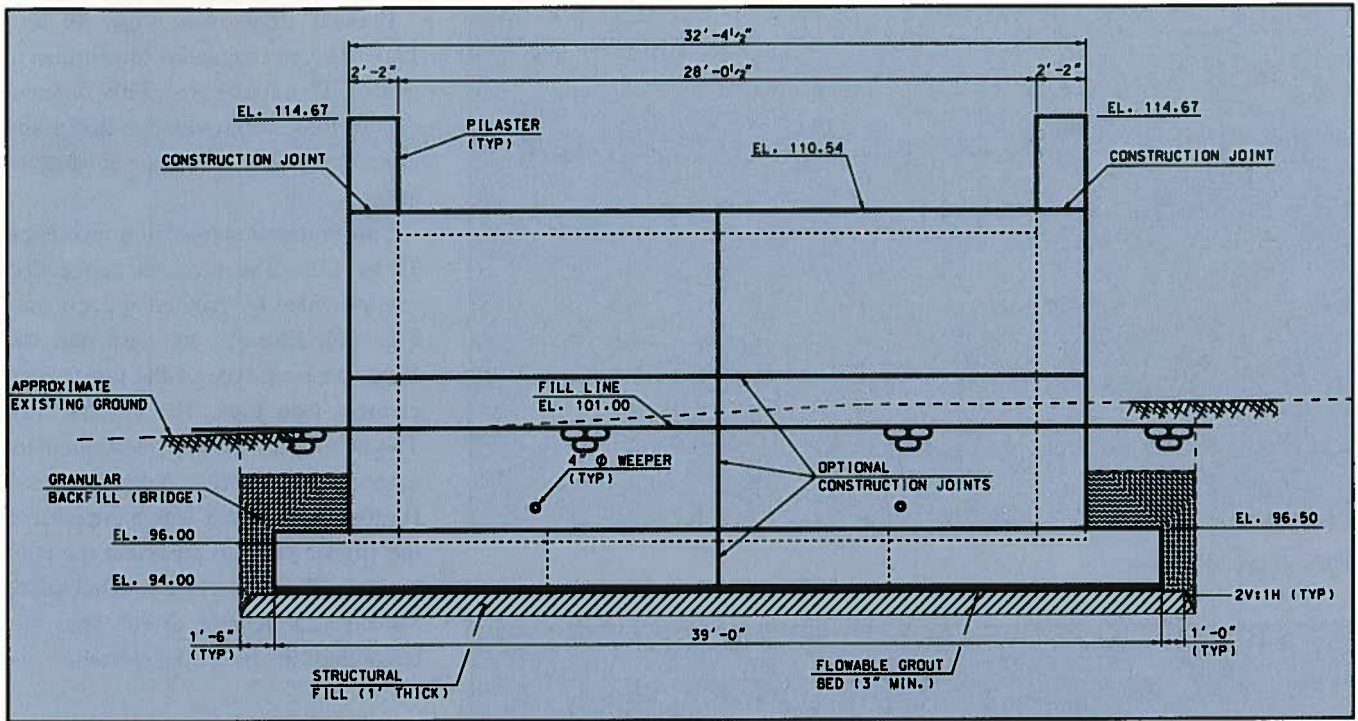 32'-4½"
2'-2"
28'-0½"
2'-2"
EL. 114.67
EL. 114.67
PILASTER
(TYP)
CONSTRUCTION JOINT
EL. 110.54
CONSTRUCTION JOINT
APPROXIMATE
EXISTING GROUND
FILL LINE
EL. 101.00
4" Φ WEEPER
(TYP)
OPTIONAL
CONSTRUCTION JOINTS
GRANULAR
BACKFILL (BRIDGE)
EL. 96.00
EL. 96.50
EL. 94.00
2V:1H (TYP)
1'-6"
(TYP)
39'-0"
1'-0"
(TYP)
STRUCTURAL
FILL (1' THICK)
FLOWABLE GROUT
BED (3" MIN.)